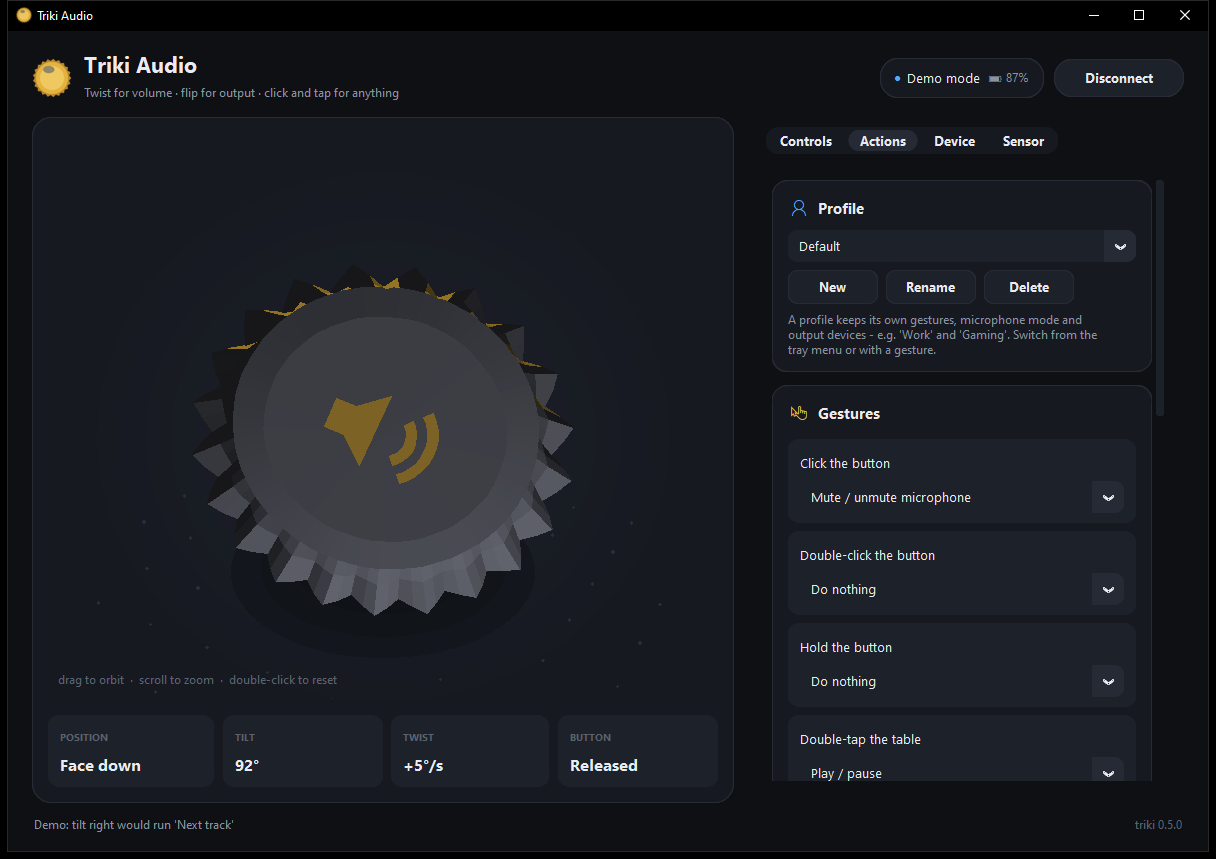 Triki Audio
Triki Audio
Twist for volume · flip for output · click and tap for anything
Demo mode 87%
Disconnect
Controls Actions Device Sensor
Profile
Default
New Rename Delete
A profile keeps its own gestures, microphone mode and
output devices - e.g. 'Work' and 'Gaming'. Switch from the
tray menu or with a gesture.
Gestures
Click the button
Mute / unmute microphone
Double-click the button
Do nothing
Hold the button
Do nothing
Double-tap the table
Play / pause
drag to orbit · scroll to zoom · double-click to reset
POSITION
Face down
TILT
92°
TWIST
+5°/s
BUTTON
Released
Demo: tilt right would run 'Next track'
triki 0.5.0